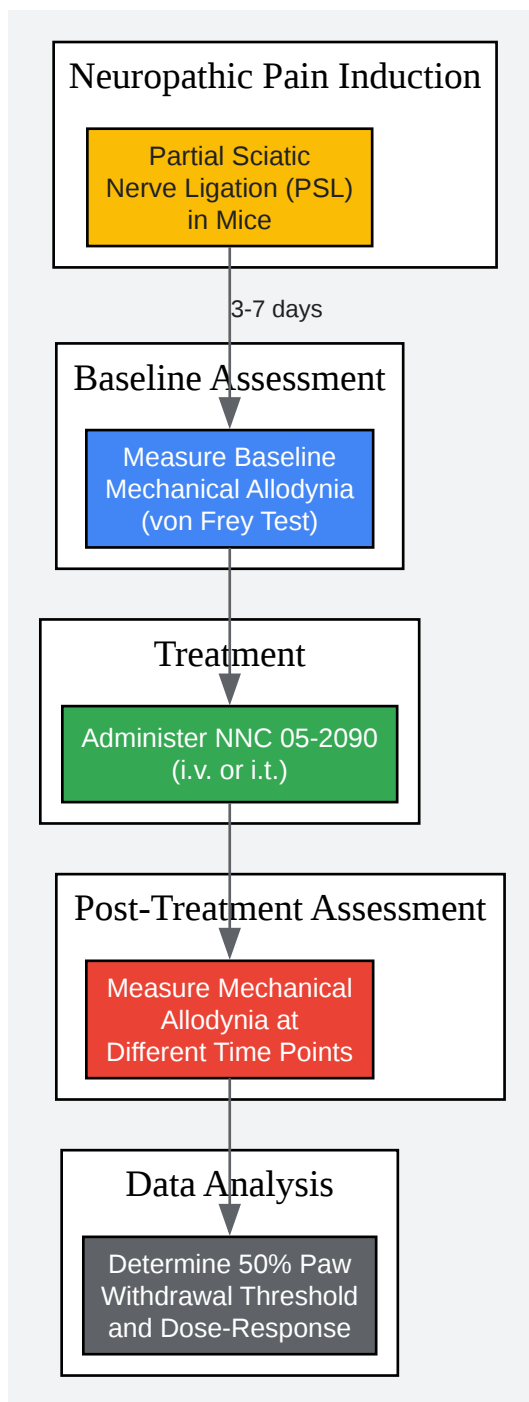 Neuropathic Pain Induction
Partial Sciatic
Nerve Ligation (PSL)
in Mice
3-7 days
Baseline Assessment
Measure Baseline
Mechanical Allodynia
(von Frey Test)
Treatment
Administer NNC 05-2090
(i.v. or i.t.)
Post-Treatment Assessment
Measure Mechanical
Allodynia at
Different Time Points
Data Analysis
Determine 50% Paw
Withdrawal Threshold
and Dose-Response